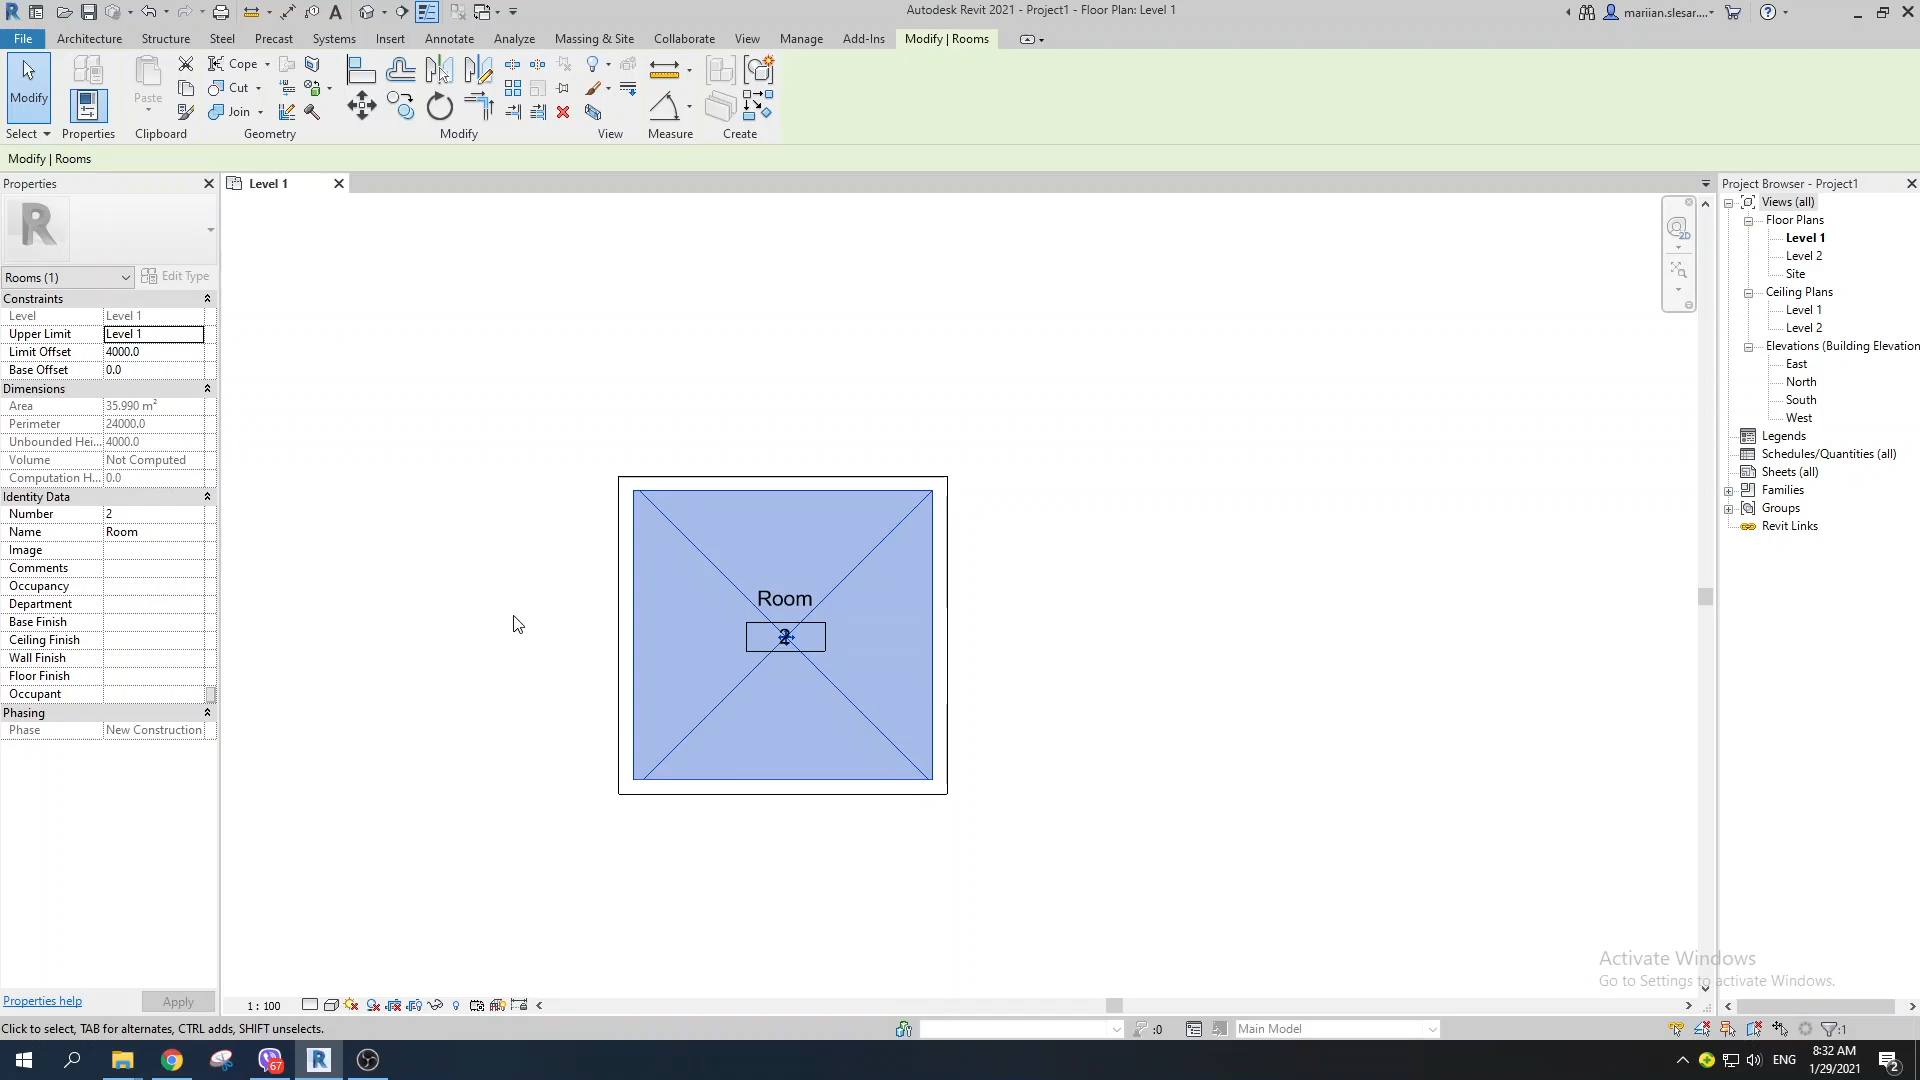 Autodesk Revit 2021 - Project1 - Floor Plan: Level 1
mariian.slesar....
File Architecture Structure Steel Precast Systems Insert Annotate Analyze Massing & Site Collaborate View Manage Add-Ins Modify | Rooms
Modify
Paste
Cope
Cut
Join
Select Properties Clipboard Geometry Modify View Measure Create
Modify | Rooms
Properties
Level 1
Project Browser - Project1
Rooms (1)
Edit Type
Constraints
Level Level 1
Upper Limit Level 1
Limit Offset 4000.0
Base Offset 0.0
Dimensions
Area 35.990 m²
Perimeter 24000.0
Unbounded Hei... 4000.0
Volume Not Computed
Computation H... 0.0
Identity Data
Number 2
Name Room
Image
Comments
Occupancy
Department
Base Finish
Ceiling Finish
Wall Finish
Floor Finish
Occupant
Phasing
Phase New Construction
Properties help
Apply
Room
2
2D
Views (all)
Floor Plans
Level 1
Level 2
Site
Ceiling Plans
Level 1
Level 2
Elevations (Building Elevation
East
North
South
West
Legends
Schedules/Quantities (all)
Sheets (all)
Families
Groups
Revit Links
Activate Windows
Go to Settings to activate Windows.
1 : 100
Click to select, TAB for alternates, CTRL adds, SHIFT unselects.
:0
Main Model
:1
67
ENG
8:32 AM
1/29/2021
2